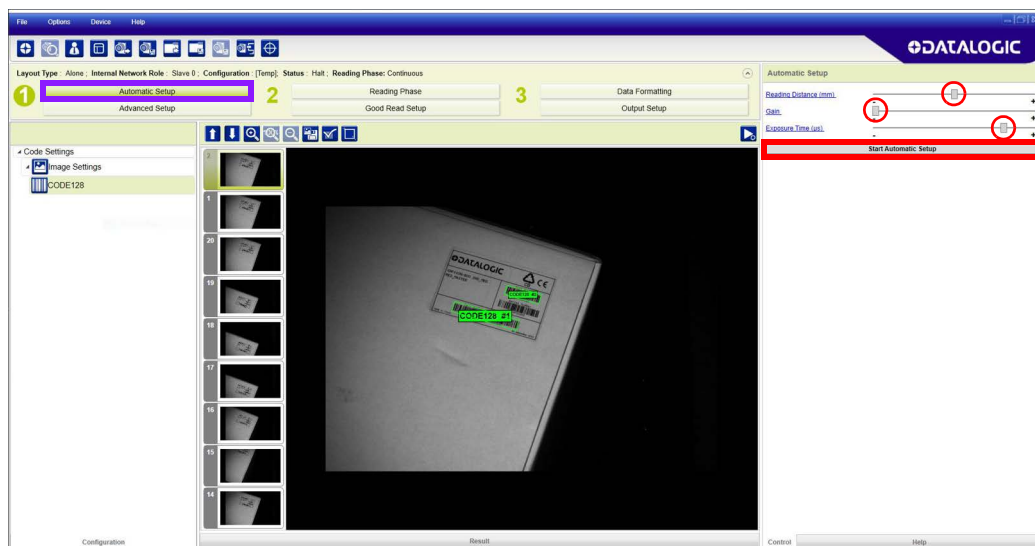 File Options Device Help
DATALOGIC
Layout Type : Alone ; Internal Network Role : Slave 0 ; Configuration : [Temp]; Status : Halt ; Reading Phase: Continuous
Automatic Setup
1 Automatic Setup 2 Reading Phase 3 Data Formatting
Advanced Setup Good Read Setup Output Setup
Reading Distance (mm)
- +
Gain
- +
Exposure Time (us)
- +
Start Automatic Setup
Code Settings
Image Settings
CODE128
2
1
20
19
18
17
16
15
14
DATALOGIC
CE
CODE128 #1
Configuration
Result
Control Help